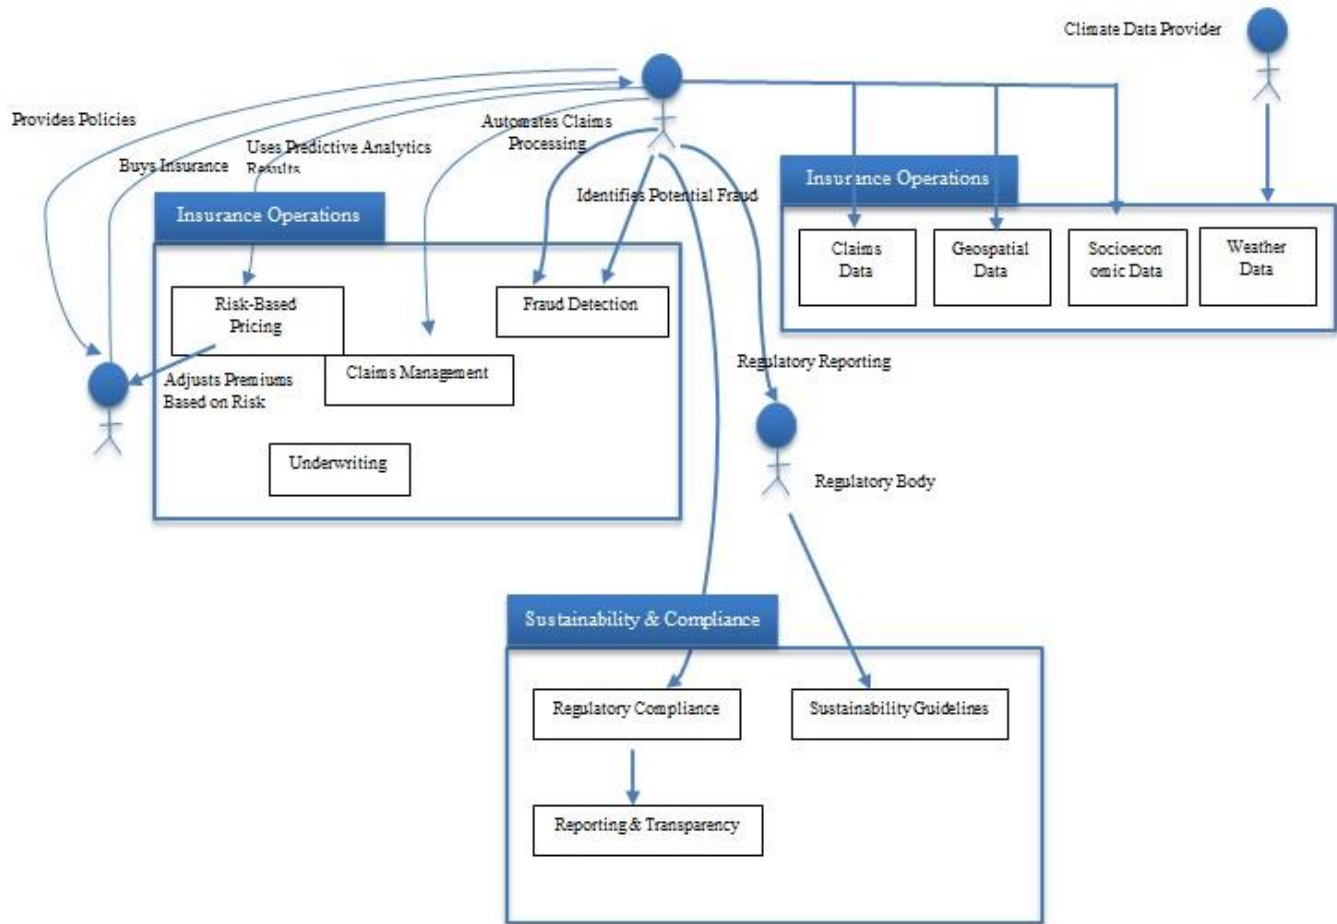 Climate Data Provider
Provides Policies
Buys Insurance
Uses Predictive Analytics
Results
Automates Claims
Processing
Identifies Potential Fraud
Insurance Operations
Insurance Operations
Claims
Data
Geospatial
Data
Socioecon
omic Data
Weather
Data
Risk-Based
Pricing
Fraud Detection
Claims Management
Adjusts Premiums
Based on Risk
Underwriting
Regulatory Reporting
Regulatory Body
Sustainability & Compliance
Regulatory Compliance
Sustainability Guidelines
Reporting & Transparency